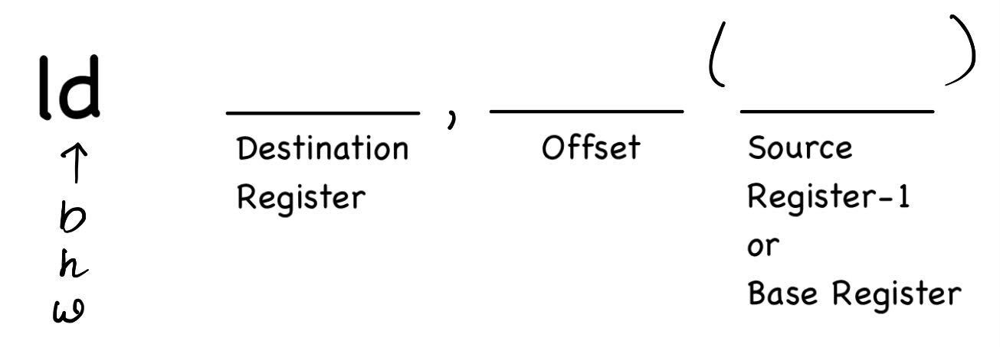 ld , ( )
Destination Offset Source
Register Register-1
or
Base Register
↑
b
h
w